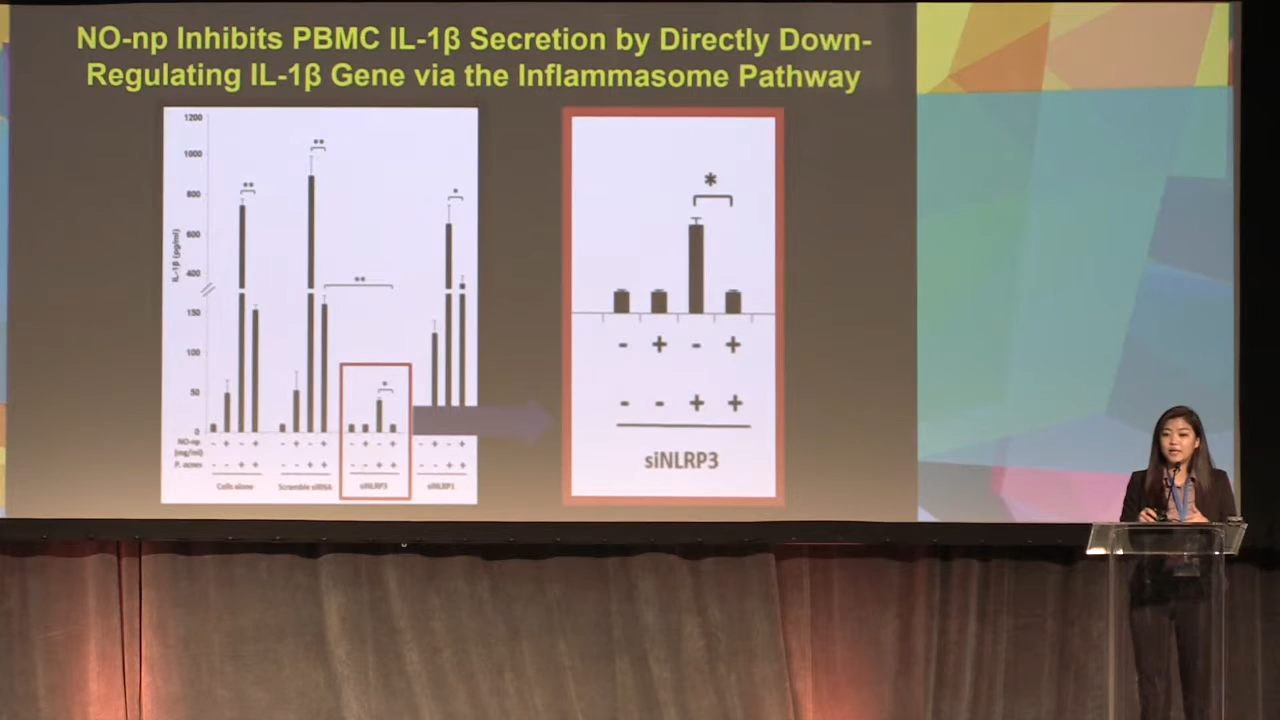 NO-np Inhibits PBMC IL-1β Secretion by Directly Down-
Regulating IL-1β Gene via the Inflammasome Pathway
1200
1000
800
600
400
150
100
50
0
IL-1β (pg/ml)
** ** ** * *
NO-np - + - + - + - + - + - + - + - +
(mg/ml)
P. acnes - - + + - - + + - - + + - - + +
Cells alone Scramble siRNA siNLRP3 siNLRP1
*
- + - +
- - + +
siNLRP3